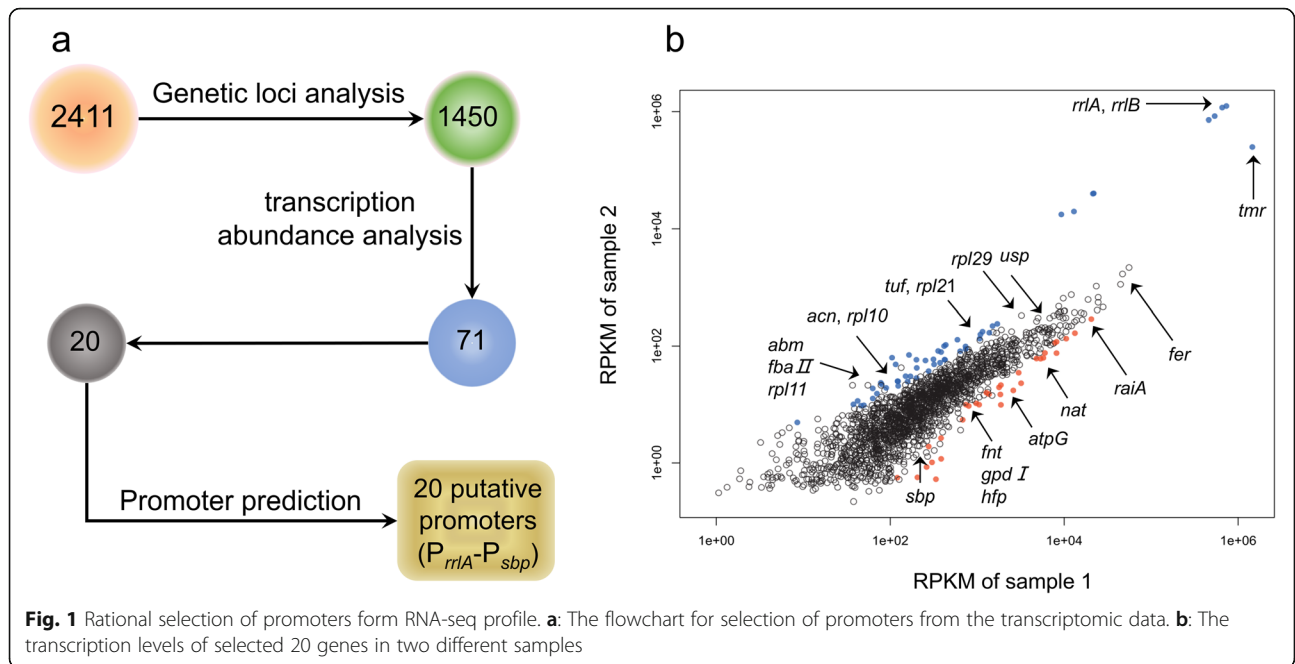 a
2411
Genetic loci analysis
1450
transcription
abundance analysis
71
20
Promoter prediction
20 putative
promoters
(PrrlA-Psbp)
b
RPKM of sample 2
1e+06
1e+04
1e+02
1e+00
rrlA, rrlB
tmr
rpl29 usp
tuf, rpl21
acn, rpl10
abm
fba II
rpl11
fer
raiA
nat
atpG
fnt
gpd I
hfp
sbp
1e+00
1e+02
1e+04
1e+06
RPKM of sample 1
Fig. 1 Rational selection of promoters form RNA-seq profile. a: The flowchart for selection of promoters from the transcriptomic data. b: The
transcription levels of selected 20 genes in two different samples